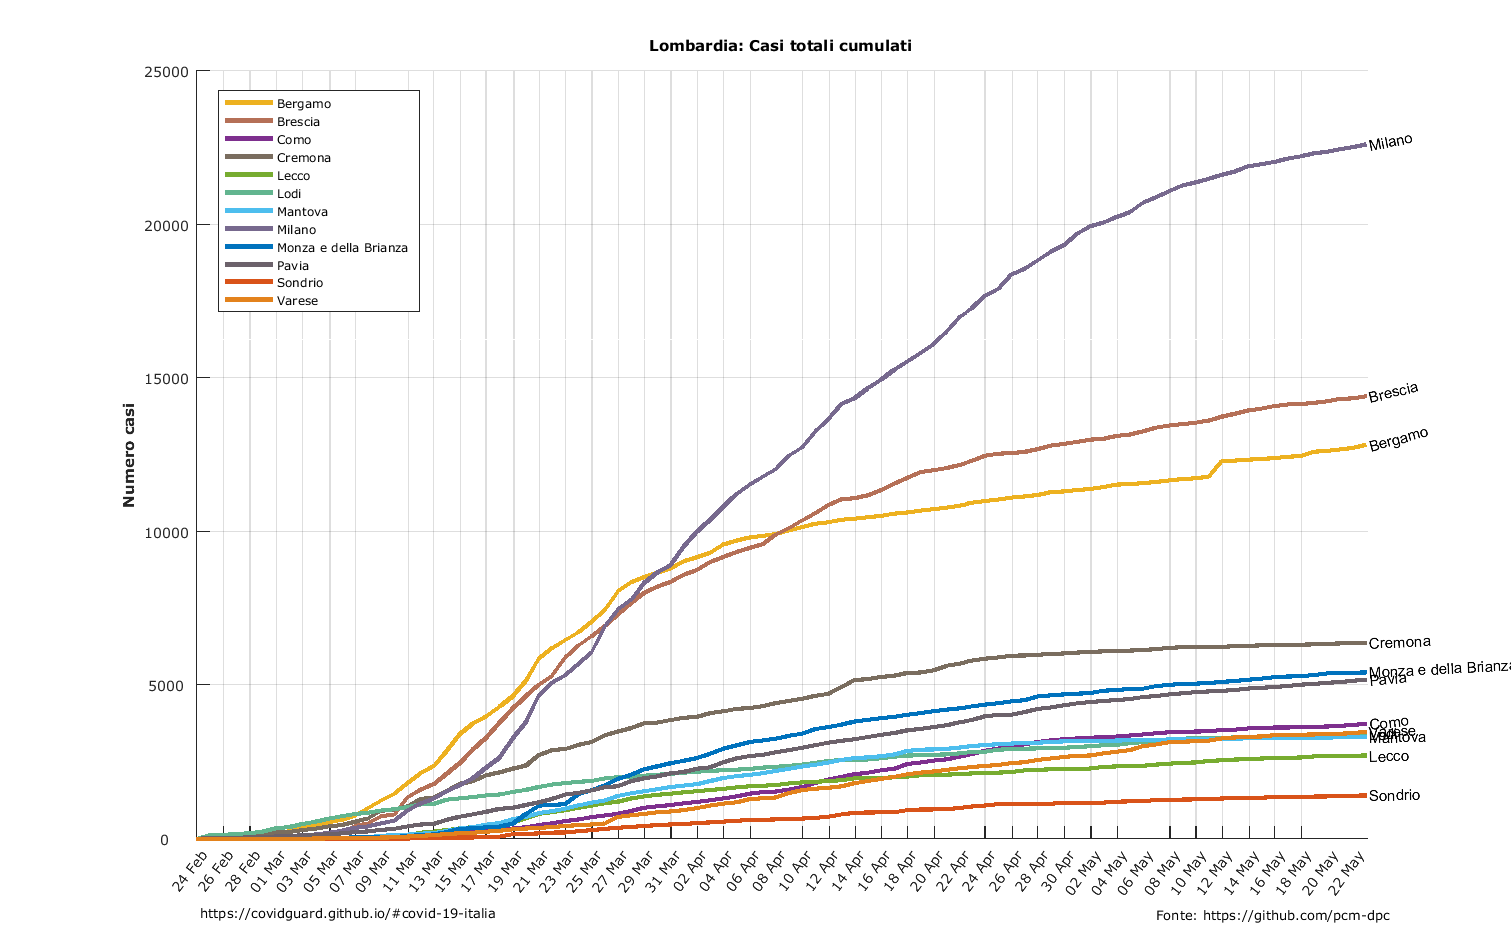 Lombardia: Casi totali cumulati
25000
20000
15000
10000
5000
0
Numero casi
Bergamo
Brescia
Como
Cremona
Lecco
Lodi
Mantova
Milano
Monza e della Brianza
Pavia
Sondrio
Varese
Milano
Brescia
Bergamo
Cremona
Monza e della Brianza
Pavia
Como
Varese
Lodi
Mantova
Lecco
Sondrio
24 Feb
26 Feb
28 Feb
01 Mar
03 Mar
05 Mar
07 Mar
09 Mar
11 Mar
13 Mar
15 Mar
17 Mar
19 Mar
21 Mar
23 Mar
25 Mar
27 Mar
29 Mar
31 Mar
02 Apr
04 Apr
06 Apr
08 Apr
10 Apr
12 Apr
14 Apr
16 Apr
18 Apr
20 Apr
22 Apr
24 Apr
26 Apr
28 Apr
30 Apr
02 May
04 May
06 May
08 May
10 May
12 May
14 May
16 May
18 May
20 May
22 May
https://covidguard.github.io/#covid-19-italia
Fonte: https://github.com/pcm-dpc